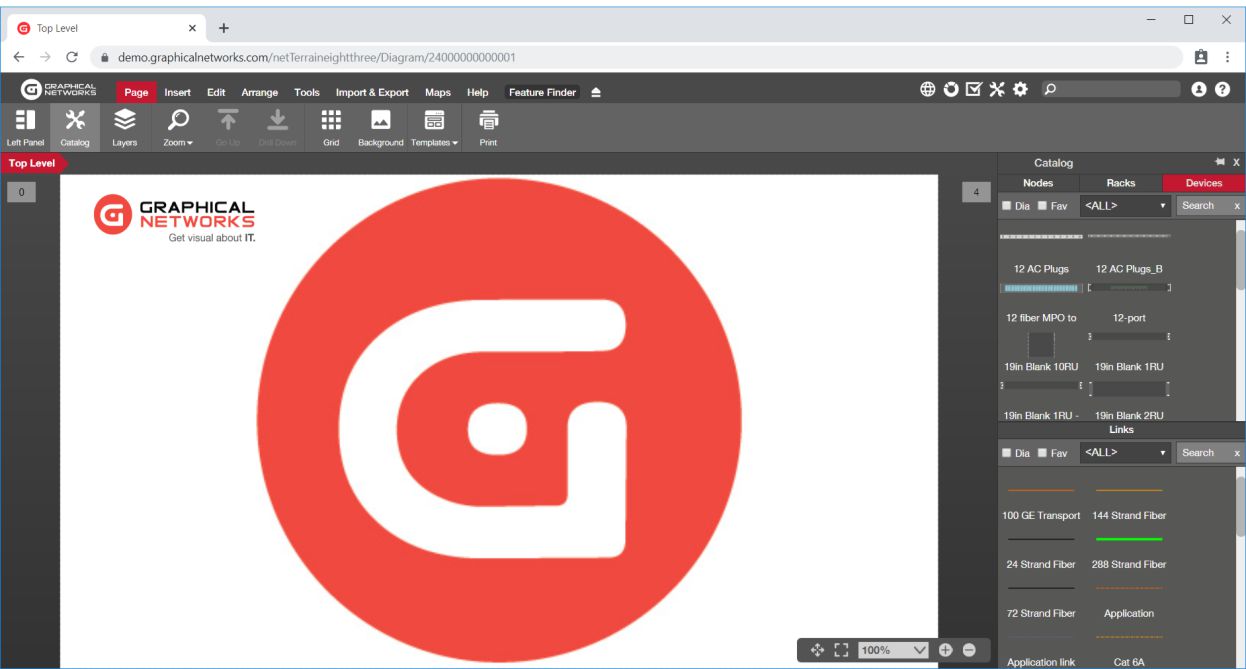 Top Level
demo.graphicalnetworks.com/netTerraineightthree/Diagram/24000000000001
GRAPHICAL
NETWORKS
Page Insert Edit Arrange Tools Import & Export Maps Help Feature Finder
Left Panel Catalog Layers Zoom Go Up Drill Down Grid Background Templates Print
Top Level
Catalog X
0
4
Nodes Racks Devices
Dia Fav <ALL> Search x
GRAPHICAL
NETWORKS
Get visual about IT.
12 AC Plugs 12 AC Plugs_B
12 fiber MPO to 12-port
19in Blank 10RU 19in Blank 1RU
19in Blank 1RU - 19in Blank 2RU
Links
Dia Fav <ALL> Search x
100 GE Transport 144 Strand Fiber
24 Strand Fiber 288 Strand Fiber
72 Strand Fiber Application
Application link Cat 6A
100%